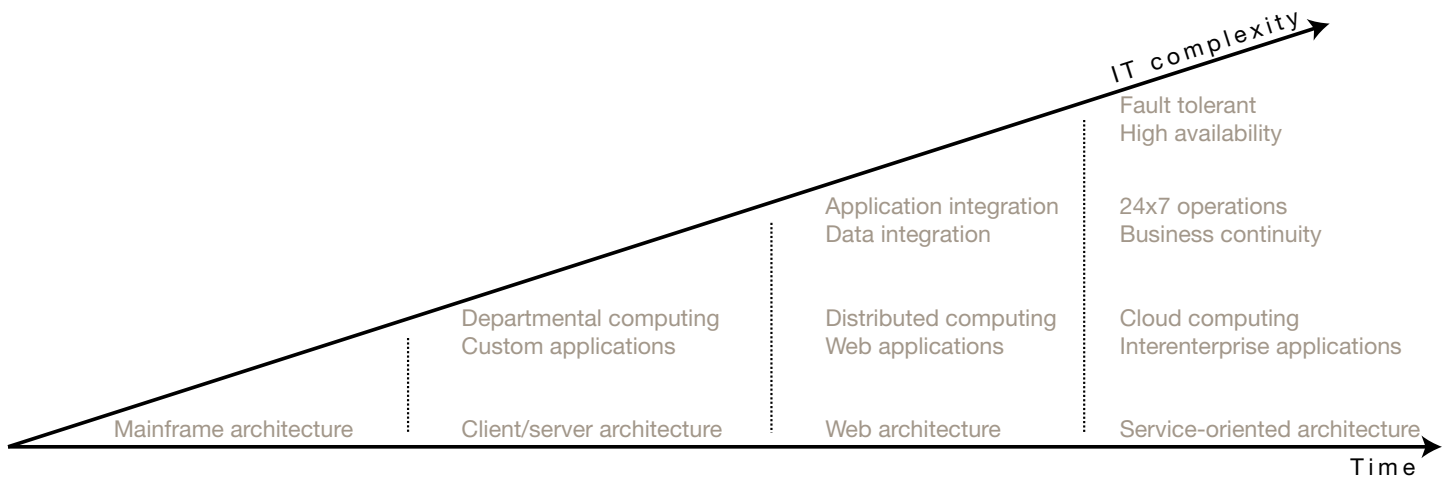 IT complexity
Fault tolerant
High availability
Application integration
Data integration
24x7 operations
Business continuity
Departmental computing
Custom applications
Distributed computing
Web applications
Cloud computing
Interenterprise applications
Mainframe architecture
Client/server architecture
Web architecture
Service-oriented architecture
Time